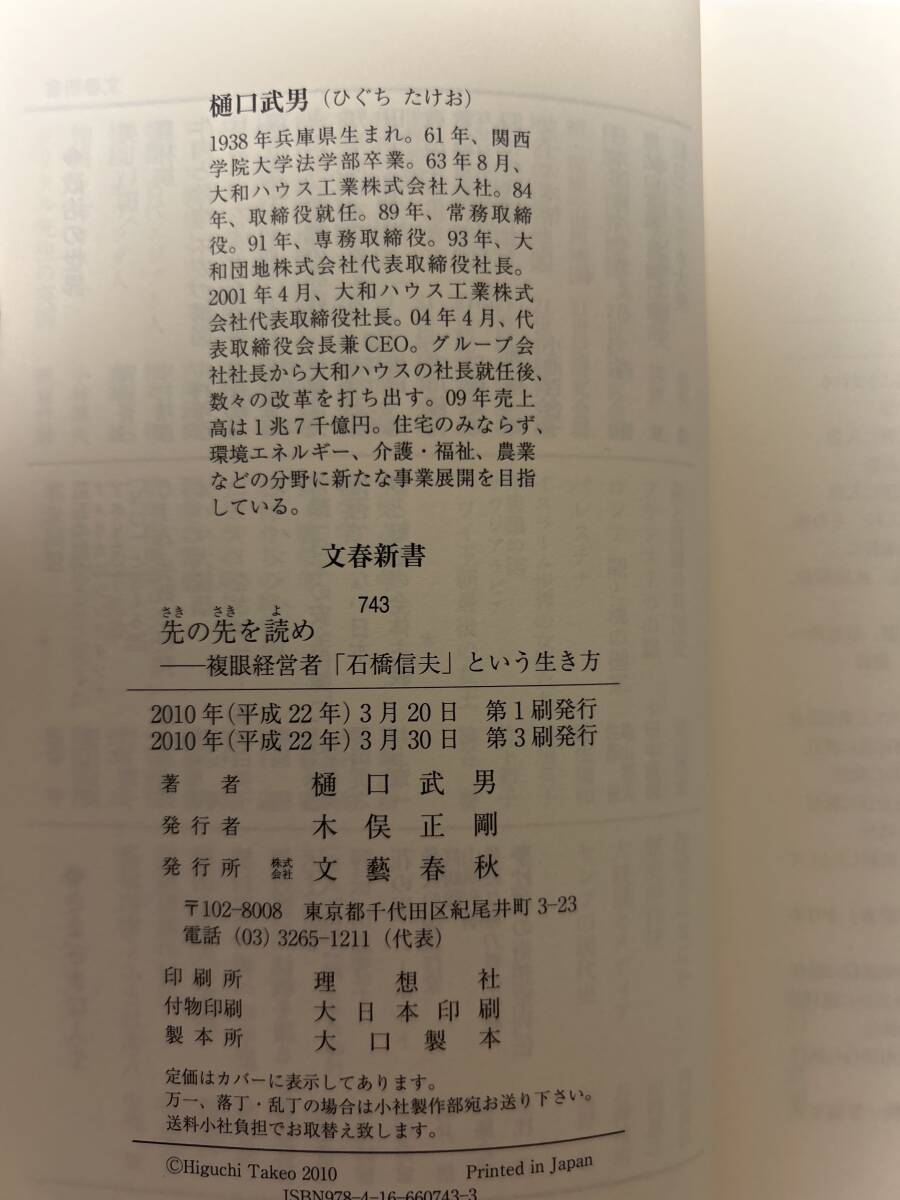 樋口武男（ひぐち たけお）
1938年兵庫県生まれ。61年、関西
学院大学法学部卒業。63年8月、
大和ハウス工業株式会社入社。84
年、取締役就任。89年、常務取締
役。91年、専務取締役。93年、大
和団地株式会社代表取締役社長。
2001年4月、大和ハウス工業株式
会社代表取締役社長。04年4月、代
表取締役会長兼CEO。グループ会
社社長から大和ハウスの社長就任後、
数々の改革を打ち出す。09年売上
高は1兆7千億円。住宅のみならず、
環境エネルギー、介護・福祉、農業
などの分野に新たな事業展開を目指
している。
文春新書
743
さき さき よ
先の先を読め
――複眼経営者「石橋信夫」という生き方
2010年（平成22年）3月20日 第1刷発行
2010年（平成22年）3月30日 第3刷発行
著者 樋口武男
発行者 木俣正剛
発行所 株式会社 文藝春秋
〒102-8008 東京都千代田区紀尾井町3-23
電話（03）3265-1211（代表）
印刷所 理想社
付物印刷 大日本印刷
製本所 大口製本
定価はカバーに表示してあります。
万一、落丁・乱丁の場合は小社製作部宛お送り下さい。
送料小社負担でお取替え致します。
©Higuchi Takeo 2010 Printed in Japan
ISBN978-4-16-660743-3